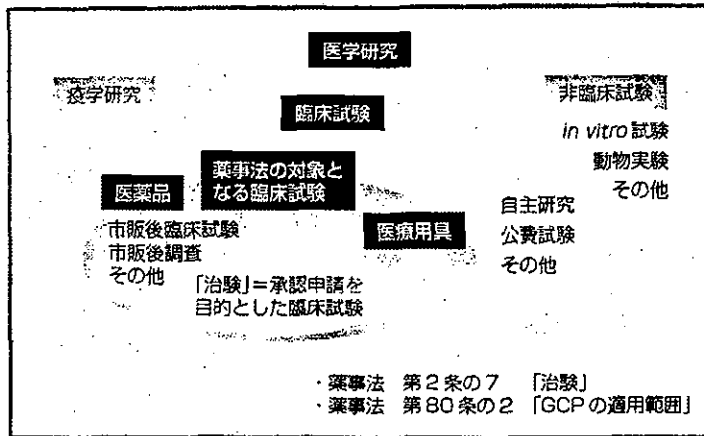 医学研究
疫学研究
非臨床試験
臨床試験
in vitro試験
動物実験
その他
薬事法の対象と
なる臨床試験
医薬品
自主研究
医療用具
公費試験
その他
市販後臨床試験
市販後調査
その他
「治験」=承認申請を
目的とした臨床試験
・薬事法 第2条の7 「治験」
・薬事法 第80条の2 「GCPの適用範囲」